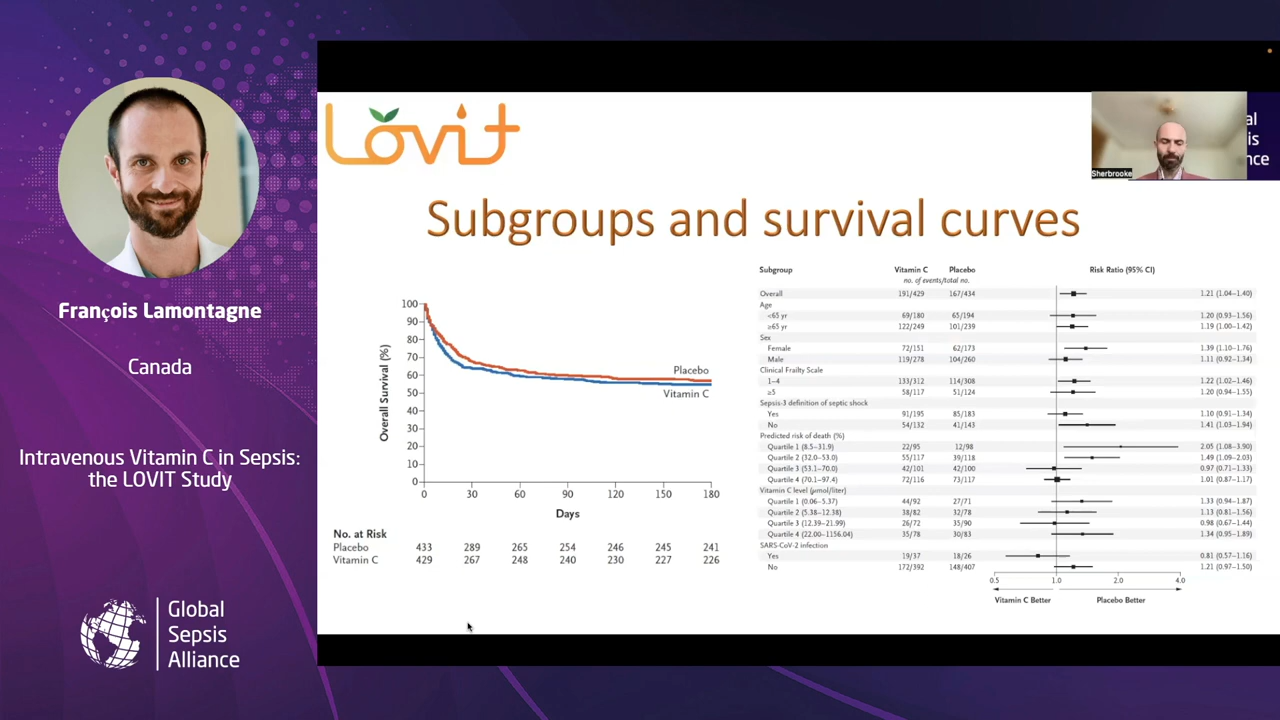 François Lamontagne
Canada
Intravenous Vitamin C in Sepsis:
the LOVIT Study
Global
Sepsis
Alliance
Lovit
Sherbrooke
al
is
nce
Subgroups and survival curves
Overall Survival (%)
100
90
80
70
60
50
40
30
20
10
0
Placebo
Vitamin C
0 30 60 90 120 150 180
Days
No. at Risk
Placebo 433 289 265 254 246 245 241
Vitamin C 429 267 248 240 230 227 226
Subgroup Vitamin C Placebo Risk Ratio (95% CI)
no. of events/total no.
Overall 191/429 167/434 1.21 (1.04–1.40)
Age
<65 yr 69/180 65/194 1.20 (0.93–1.56)
≥65 yr 122/249 101/239 1.19 (1.00–1.42)
Sex
Female 72/151 62/173 1.39 (1.10–1.76)
Male 119/278 104/260 1.11 (0.92–1.34)
Clinical Frailty Scale
1–4 133/312 114/308 1.22 (1.02–1.46)
≥5 58/117 51/124 1.20 (0.94–1.55)
Sepsis-3 definition of septic shock
Yes 91/195 85/183 1.10 (0.91–1.34)
No 54/132 41/143 1.41 (1.03–1.94)
Predicted risk of death (%)
Quartile 1 (8.5–31.9) 22/95 12/98 2.05 (1.08–3.90)
Quartile 2 (32.0–53.0) 55/117 39/118 1.49 (1.09–2.03)
Quartile 3 (53.1–70.0) 42/101 42/100 0.97 (0.71–1.33)
Quartile 4 (70.1–97.4) 72/116 73/117 1.01 (0.87–1.17)
Vitamin C level (μmol/liter)
Quartile 1 (0.06–5.37) 44/92 27/71 1.33 (0.94–1.87)
Quartile 2 (5.38–12.38) 38/82 32/78 1.13 (0.81–1.56)
Quartile 3 (12.39–21.99) 26/72 35/90 0.98 (0.67–1.44)
Quartile 4 (22.00–1156.04) 35/78 30/83 1.34 (0.95–1.89)
SARS-CoV-2 infection
Yes 19/37 18/26 0.81 (0.57–1.16)
No 172/392 148/407 1.21 (0.97–1.50)
0.5 1.0 2.0 4.0
Vitamin C Better Placebo Better